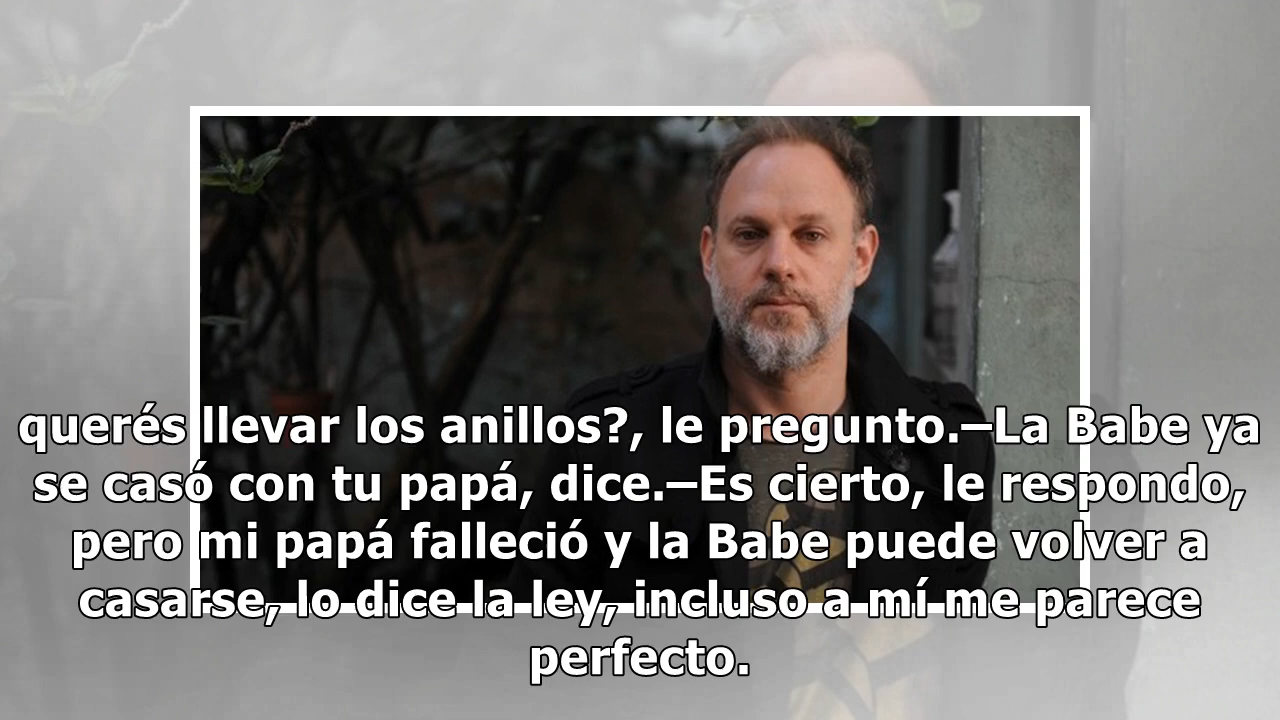 querés llevar los anillos?, le pregunto.—La Babe ya
se casó con tu papá, dice.—Es cierto, le respondo,
pero mi papá falleció y la Babe puede volver a
casarse, lo dice la ley, incluso a mí me parece
perfecto.